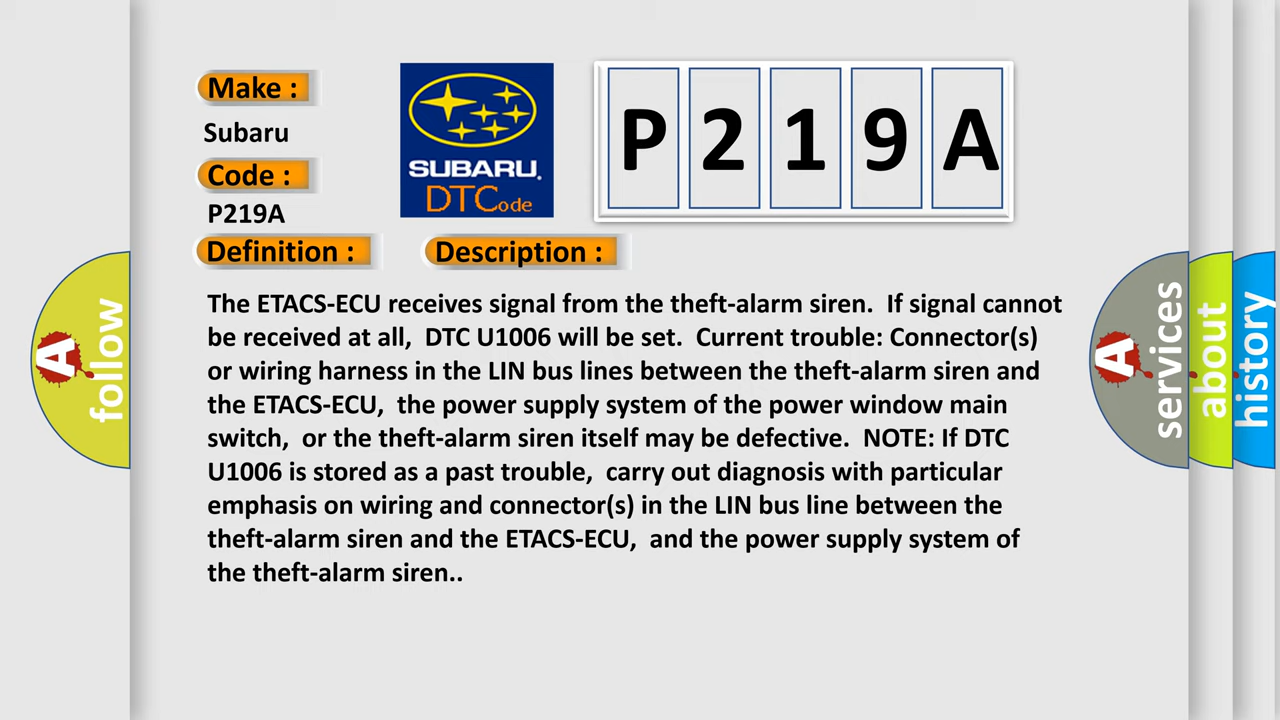 Make :
Subaru
Code :
P219A
SUBARU
DTCode
P219A
Definition :
Description :
The ETACS-ECU receives signal from the theft-alarm siren. If signal cannot
be received at all, DTC U1006 will be set. Current trouble: Connector(s)
or wiring harness in the LIN bus lines between the theft-alarm siren and
the ETACS-ECU, the power supply system of the power window main
switch, or the theft-alarm siren itself may be defective. NOTE: If DTC
U1006 is stored as a past trouble, carry out diagnosis with particular
emphasis on wiring and connector(s) in the LIN bus line between the
theft-alarm siren and the ETACS-ECU, and the power supply system of
the theft-alarm siren..
A
follow
A
services
about
history